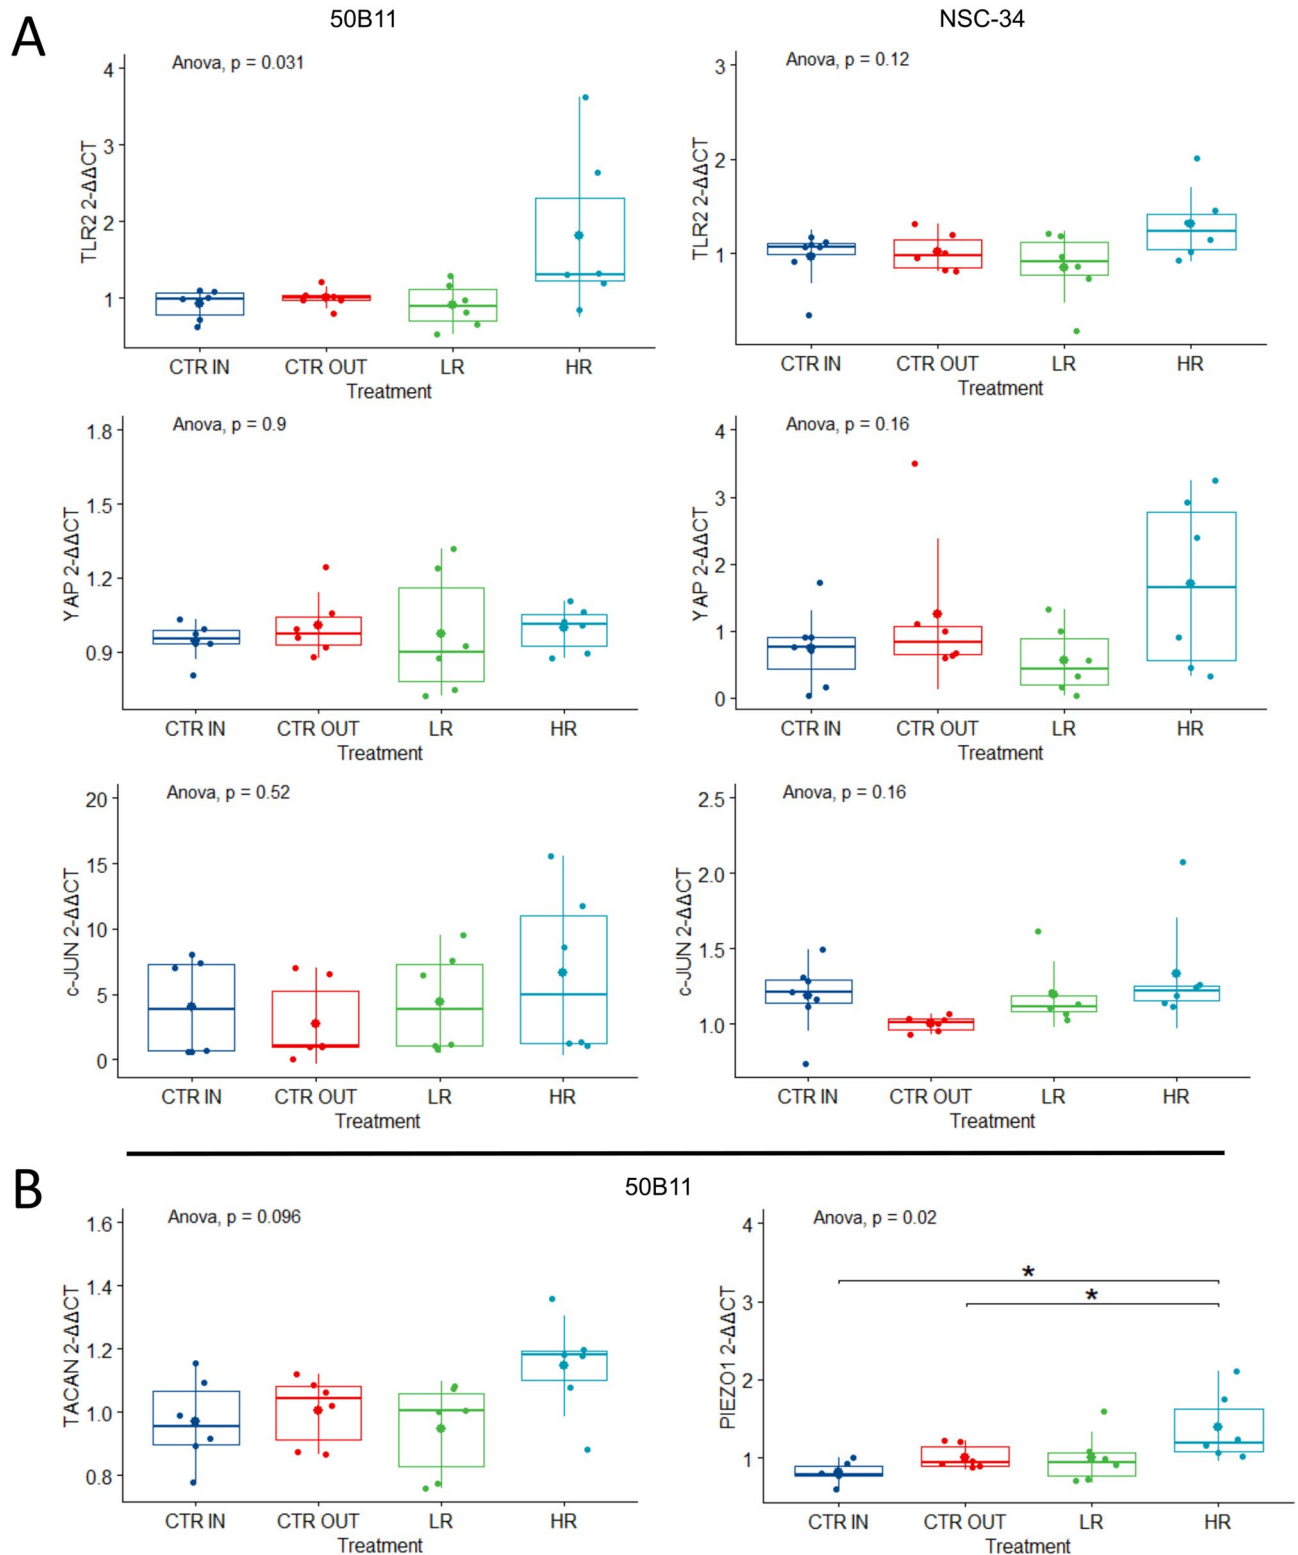 A
50B11
NSC-34
Anova, p = 0.031
TLR2 2-ΔΔCT
4
3
2
1
CTR IN CTR OUT LR HR
Treatment
Anova, p = 0.12
TLR2 2-ΔΔCT
3
2
1
CTR IN CTR OUT LR HR
Treatment
Anova, p = 0.9
YAP 2-ΔΔCT
1.8
1.5
1.2
0.9
CTR IN CTR OUT LR HR
Treatment
Anova, p = 0.16
YAP 2-ΔΔCT
4
3
2
1
0
CTR IN CTR OUT LR HR
Treatment
Anova, p = 0.52
c-JUN 2-ΔΔCT
20
15
10
5
0
CTR IN CTR OUT LR HR
Treatment
Anova, p = 0.16
c-JUN 2-ΔΔCT
2.5
2.0
1.5
1.0
CTR IN CTR OUT LR HR
Treatment
B
50B11
Anova, p = 0.096
TACAN 2-ΔΔCT
1.6
1.4
1.2
1.0
0.8
CTR IN CTR OUT LR HR
Treatment
Anova, p = 0.02
PIEZO1 2-ΔΔCT
4
3
2
1
*
*
CTR IN CTR OUT LR HR
Treatment